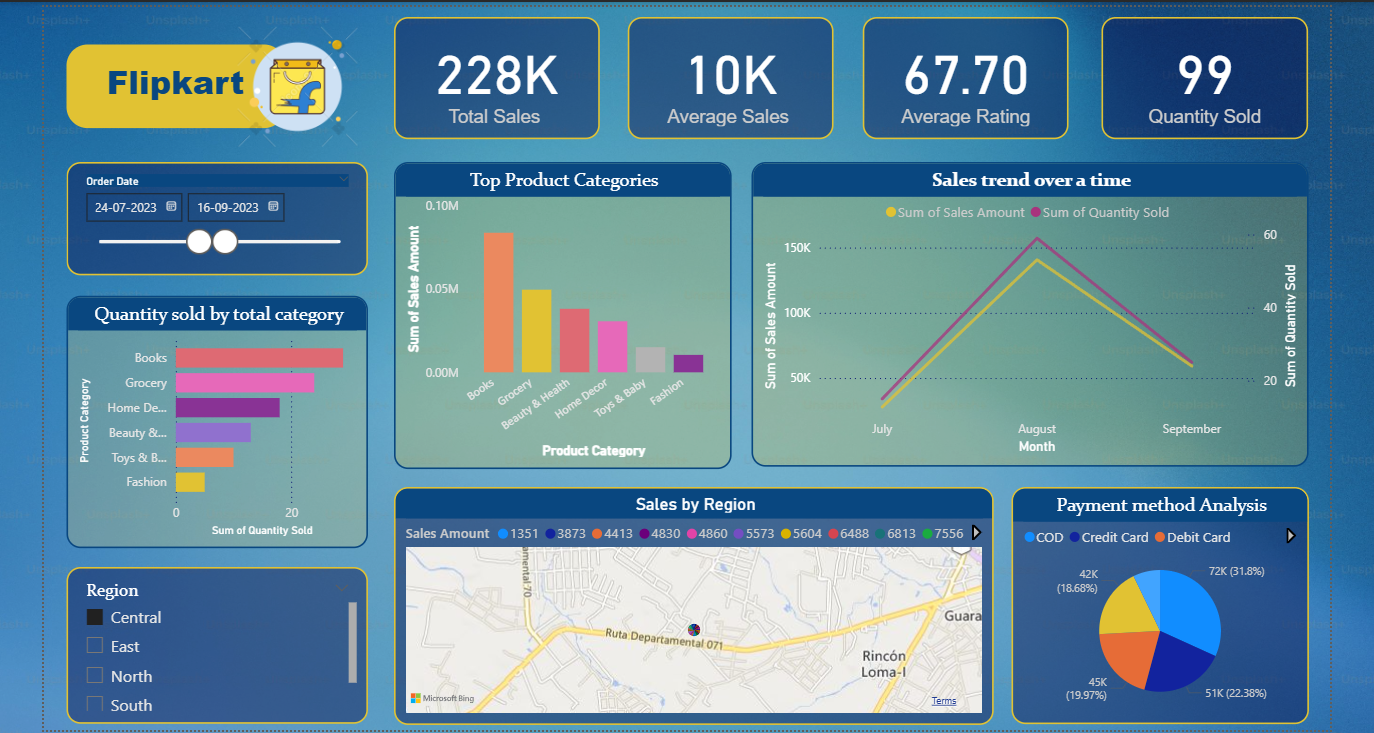 Flipkart
228K
Total Sales
10K
Average Sales
67.70
Average Rating
99
Quantity Sold
Order Date
24-07-2023
16-09-2023
Top Product Categories
0.10M
0.05M
0.00M
Sum of Sales Amount
Books
Grocery
Beauty & Health
Home Decor
Toys & Baby
Fashion
Product Category
Sales trend over a time
Sum of Sales Amount
Sum of Quantity Sold
150K
100K
50K
60
40
20
Sum of Sales Amount
Sum of Quantity Sold
July
August
September
Month
Quantity sold by total category
Product Category
Books
Grocery
Home De...
Beauty &...
Toys & B...
Fashion
0
20
Sum of Quantity Sold
Region
Central
East
North
South
Sales by Region
Sales Amount 1351 3873 4413 4830 4860 5573 5604 6488 6813 7556
amental 70
Ruta Departamental 071
Guara
Rincón
Loma-I
Microsoft Bing
Terms
Payment method Analysis
COD Credit Card Debit Card
42K
(18.68%)
72K (31.8%)
45K
(19.97%)
51K (22.38%)
Unsplash+